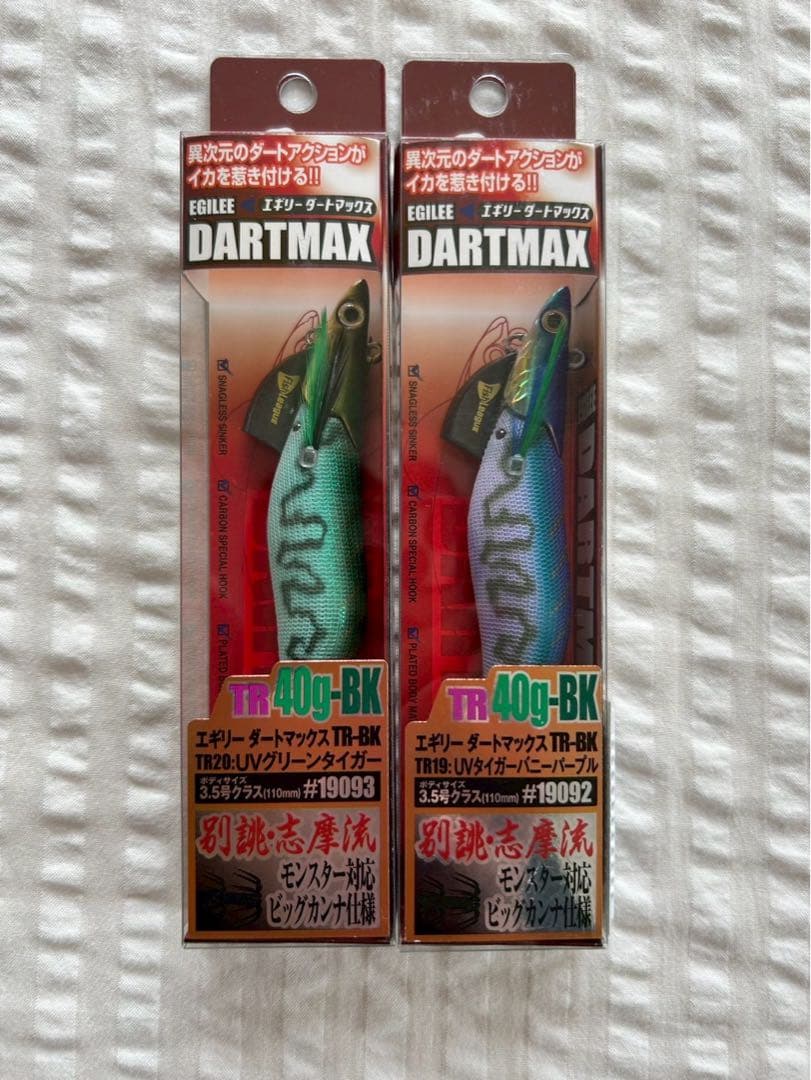 異次元のダートアクションが
イカを惹き付ける!!
EGILEE エギリーダートマックス
DARTMAX
FishLeague
SNAGLESS SINKER
CARBON SPECIAL HOOK
PLATED BODY
TR 40g-BK
エギリー ダートマックス TR-BK
TR20:UVグリーンタイガー
ボディサイズ
3.5号クラス(110mm) #19093
別誂・志摩流
モンスター対応
ビッグカンナ仕様
異次元のダートアクションが
イカを惹き付ける!!
EGILEE エギリーダートマックス
DARTMAX
FishLeague
SNAGLESS SINKER
CARBON SPECIAL HOOK
PLATED BODY
DARTM
TR 40g-BK
エギリー ダートマックス TR-BK
TR19:UVタイガーバニーパープル
ボディサイズ
3.5号クラス(110mm) #19092
別誂・志摩流
モンスター対応
ビッグカンナ仕様